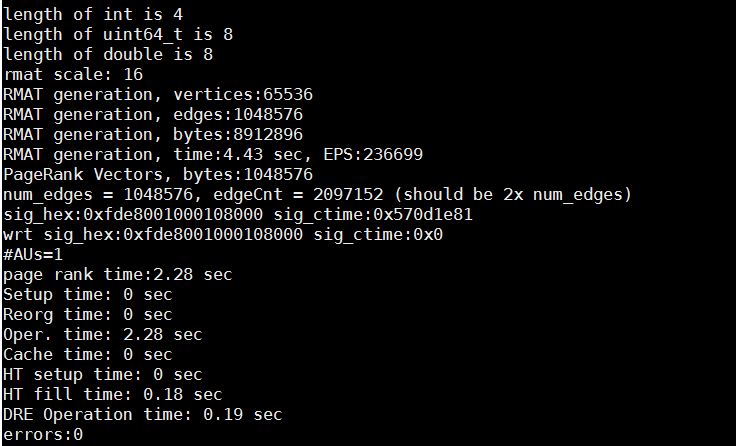 length of int is 4
length of uint64_t is 8
length of double is 8
rmat scale: 16
RMAT generation, vertices:65536
RMAT generation, edges:1048576
RMAT generation, bytes:8912896
RMAT generation, time:4.43 sec, EPS:236699
PageRank Vectors, bytes:1048576
num_edges = 1048576, edgeCnt = 2097152 (should be 2x num_edges)
sig_hex:0xfde8001000108000 sig_ctime:0x570d1e81
wrt sig_hex:0xfde8001000108000 sig_ctime:0x0
#AUs=1
page rank time:2.28 sec
Setup time: 0 sec
Reorg time: 0 sec
Oper. time: 2.28 sec
Cache time: 0 sec
HT setup time: 0 sec
HT fill time: 0.18 sec
DRE Operation time: 0.19 sec
errors:0